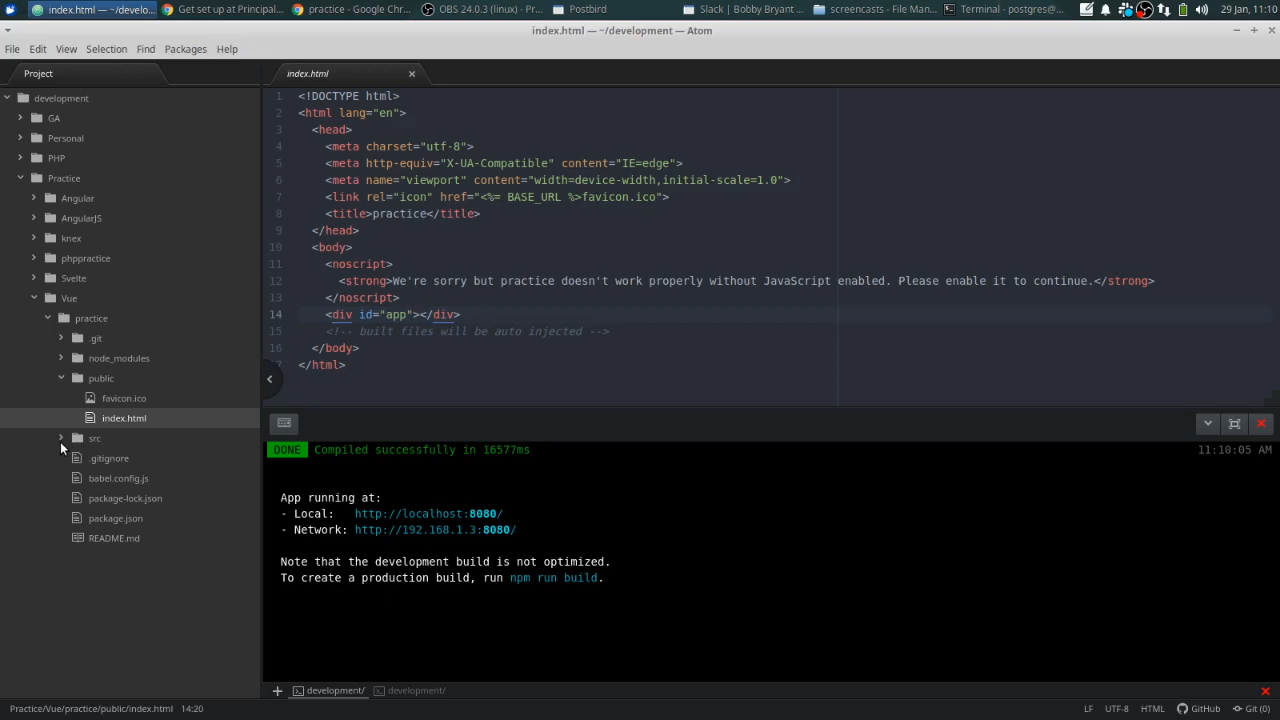 index.html — ~/develo...
Get set up at Principal...
practice - Google Chr...
OBS 24.0.3 (linux) - Pr...
Postbird
Slack | Bobby Bryant ...
screencasts - File Man...
Terminal - postgres@...
29 Jan, 11:10
index.html — ~/development — Atom
File Edit View Selection Find Packages Help
Project
index.html
development
GA
Personal
PHP
Practice
Angular
AngularJS
knex
phppractice
Svelte
Vue
practice
.git
node_modules
public
favicon.ico
index.html
src
.gitignore
babel.config.js
package-lock.json
package.json
README.md
1 <!DOCTYPE html>
2 <html lang="en">
3 <head>
4 <meta charset="utf-8">
5 <meta http-equiv="X-UA-Compatible" content="IE=edge">
6 <meta name="viewport" content="width=device-width,initial-scale=1.0">
7 <link rel="icon" href="<%= BASE_URL %>favicon.ico">
8 <title>practice</title>
9 </head>
10 <body>
11 <noscript>
12 <strong>We're sorry but practice doesn't work properly without JavaScript enabled. Please enable it to continue.</strong>
13 </noscript>
14 <div id="app"></div>
15 <!-- built files will be auto injected -->
16 </body>
</html>
DONE Compiled successfully in 16577ms 11:10:05 AM
App running at:
- Local: http://localhost:8080/
- Network: http://192.168.1.3:8080/
Note that the development build is not optimized.
To create a production build, run npm run build.
development/ development/
Practice/Vue/practice/public/index.html 14:20 LF UTF-8 HTML GitHub Git (0)